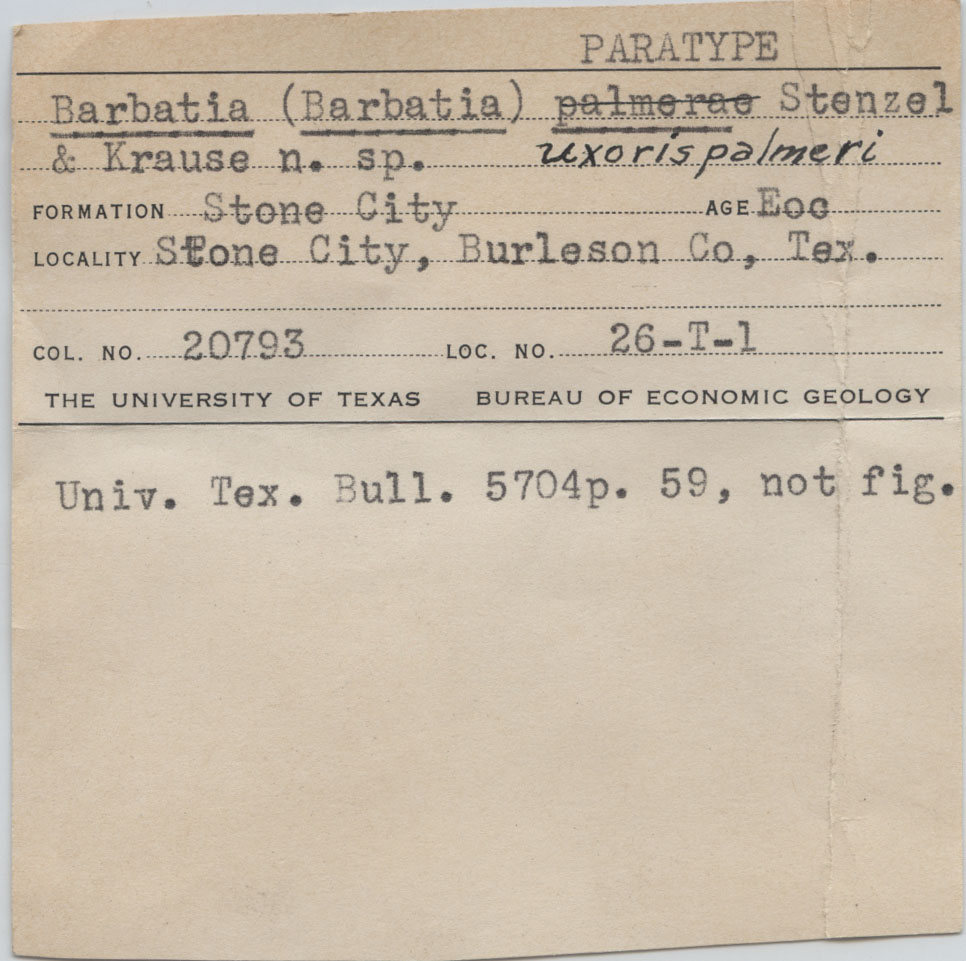 PARATYPE
Barbatia (Barbatia) palmerae Stenzel
& Krause n. sp. uxorispalmeri
FORMATION Stone City AGE Eoc
LOCALITY Stone City, Burleson Co, Tex.
COL. NO. 20793 LOC. NO. 26-T-1
THE UNIVERSITY OF TEXAS BUREAU OF ECONOMIC GEOLOGY
Univ. Tex. Bull. 5704p. 59, not fig.